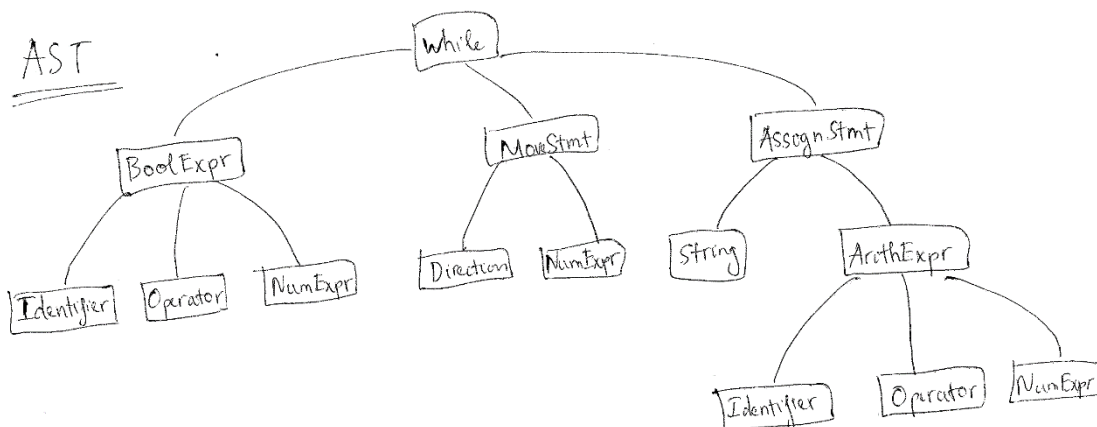 AST
While
BoolExpr
MoveStmt
AssignStmt
Identifier
Operator
NumExpr
Direction
NumExpr
String
ArithExpr
Identifier
Operator
NumExpr